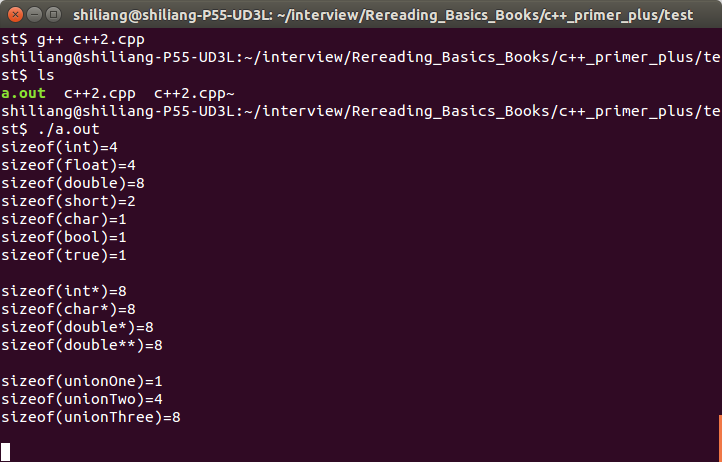 shiliang@shiliang-P55-UD3L: ~/interview/Rereading_Basics_Books/c++_primer_plus/test
st$ g++ c++2.cpp
shiliang@shiliang-P55-UD3L:~/interview/Rereading_Basics_Books/c++_primer_plus/te
st$ ls
a.out  c++2.cpp  c++2.cpp~
shiliang@shiliang-P55-UD3L:~/interview/Rereading_Basics_Books/c++_primer_plus/te
st$ ./a.out
sizeof(int)=4
sizeof(float)=4
sizeof(double)=8
sizeof(short)=2
sizeof(char)=1
sizeof(bool)=1
sizeof(true)=1
sizeof(int*)=8
sizeof(char*)=8
sizeof(double*)=8
sizeof(double**)=8
sizeof(unionOne)=1
sizeof(unionTwo)=4
sizeof(unionThree)=8